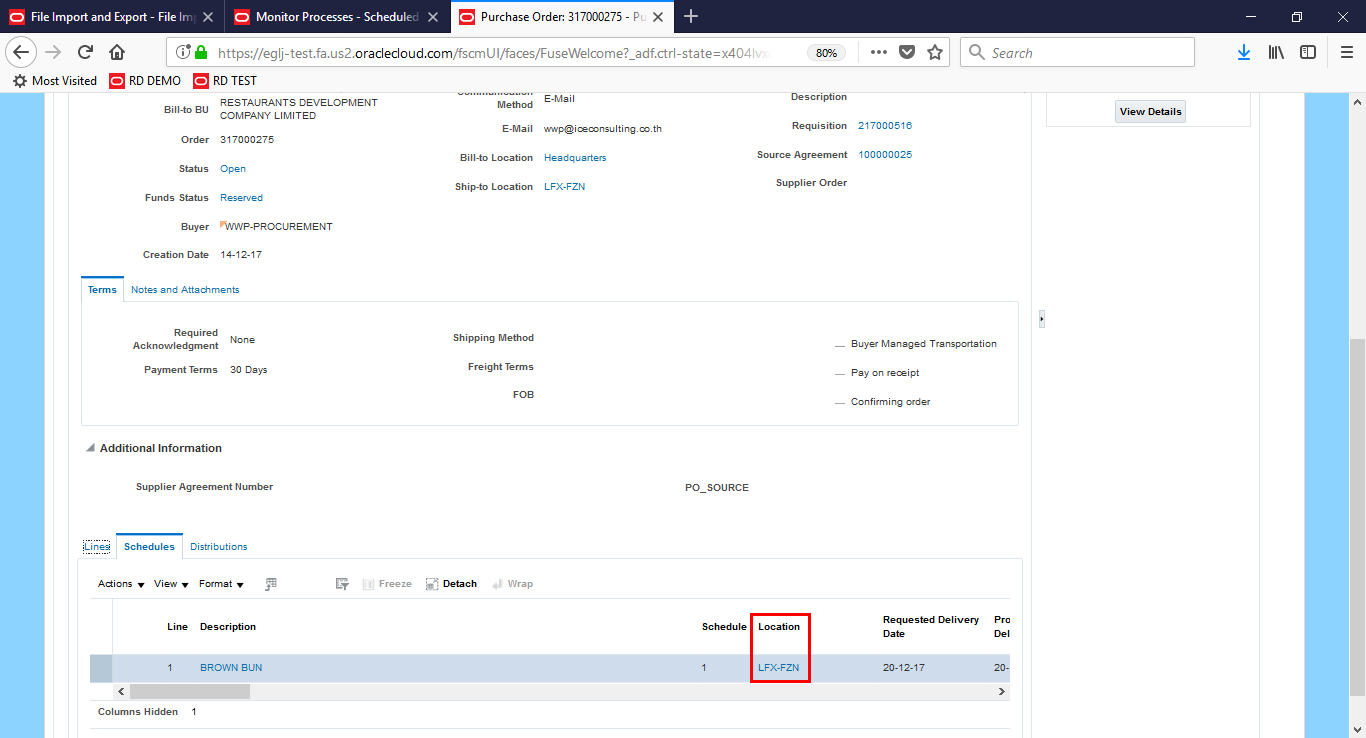 File Import and Export - File Im
Monitor Processes - Scheduled
Purchase Order: 317000275 - Pu
https://eglj-test.fa.us2.oraclecloud.com/fscmUI/faces/FuseWelcome?_adf.ctrl-state=x404lvx
80%
Search
Most Visited
RD DEMO
RD TEST
Bill-to BU
RESTAURANTS DEVELOPMENT
COMPANY LIMITED
Order 317000275
Status Open
Funds Status Reserved
Buyer WWP-PROCUREMENT
Creation Date 14-12-17
Communication
Method
E-Mail
E-Mail wwp@iceconsulting.co.th
Bill-to Location Headquarters
Ship-to Location LFX-FZN
Description
Requisition 217000516
Source Agreement 100000025
Supplier Order
View Details
Terms
Notes and Attachments
Required
Acknowledgment
None
Payment Terms 30 Days
Shipping Method
Freight Terms
FOB
Buyer Managed Transportation
Pay on receipt
Confirming order
Additional Information
Supplier Agreement Number
PO_SOURCE
Lines
Schedules
Distributions
Actions
View
Format
Freeze
Detach
Wrap
Line Description Schedule Location
Requested Delivery
Date
Pro
Del
1 BROWN BUN 1 LFX-FZN 20-12-17 20-
Columns Hidden 1